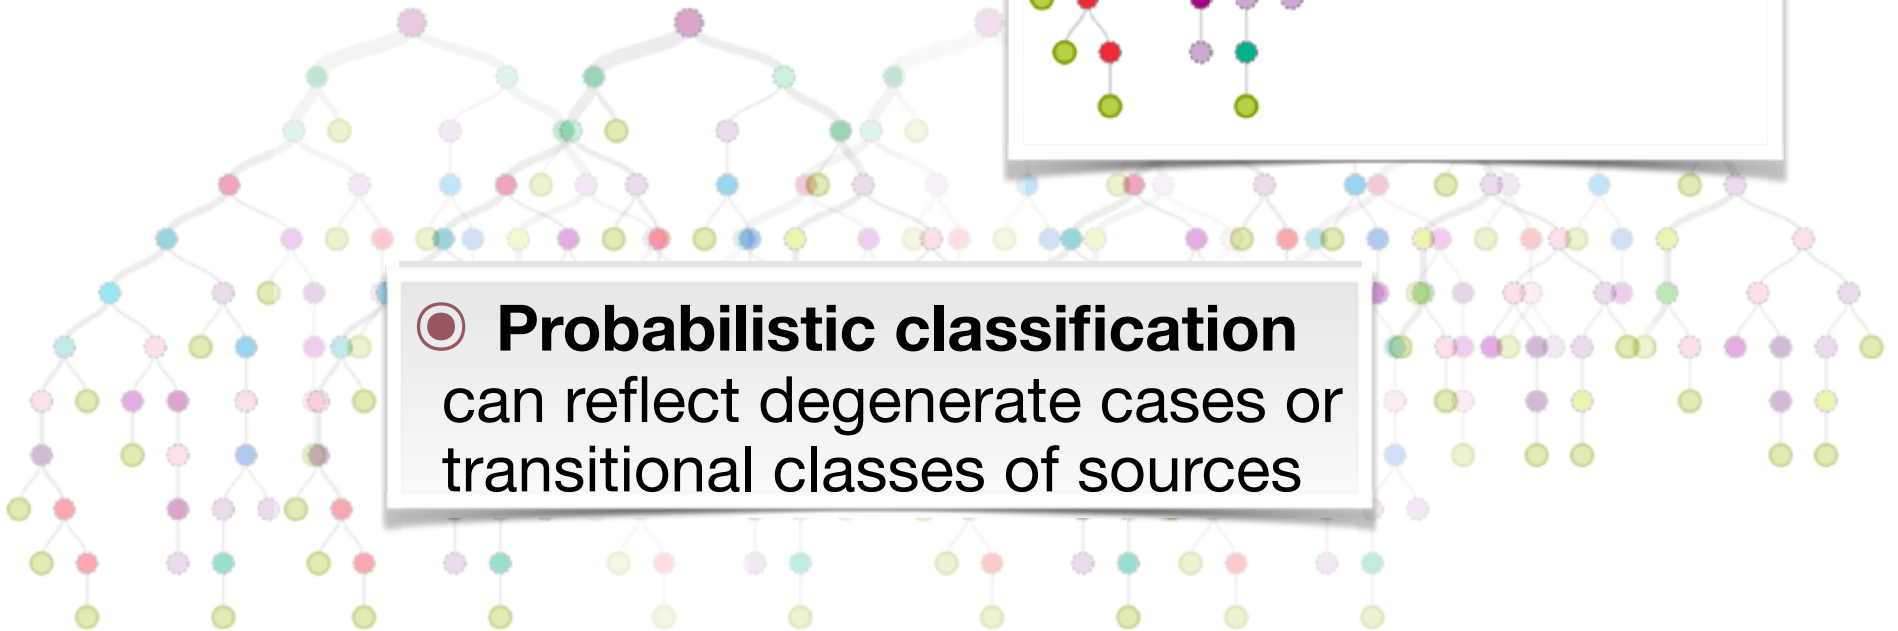 Probabilistic classification
can reflect degenerate cases or
transitional classes of sources